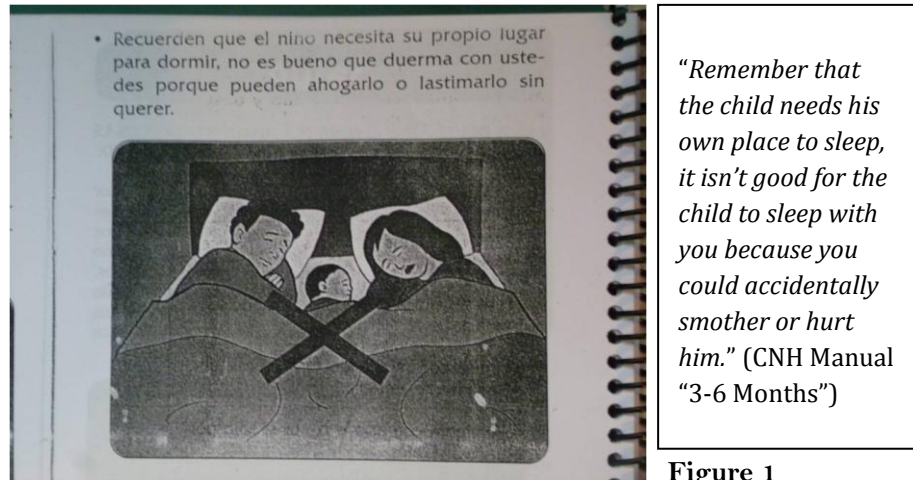 • Recuerden que el nino necesita su propio lugar
para dormir, no es bueno que duerma con uste-
des porque pueden ahogarlo o lastimarlo sin
querer.
“Remember that
the child needs his
own place to sleep,
it isn’t good for the
child to sleep with
you because you
could accidentally
smother or hurt
him.” (CNH Manual
“3-6 Months”)
Figure 1